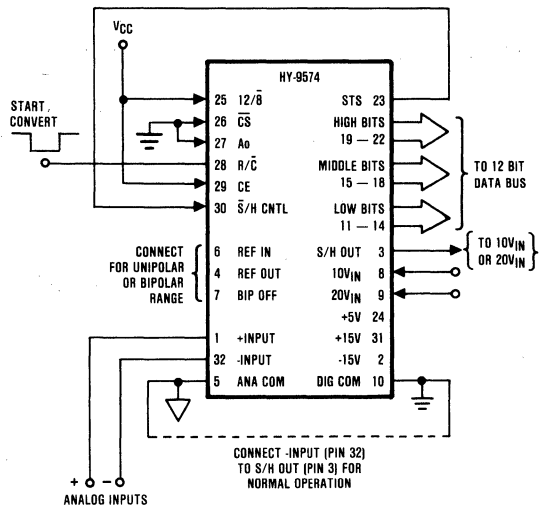 VCC
HY-9574
START
CONVERT
25 12/B̅
26 C̅S̅
27 Ao
28 R/C̅
29 CE
30 S̅/H CNTL
STS 23
HIGH BITS
19 — 22
MIDDLE BITS
15 — 18
LOW BITS
11 — 14
TO 12 BIT
DATA BUS
CONNECT
FOR UNIPOLAR
OR BIPOLAR
RANGE
6 REF IN
4 REF OUT
7 BIP OFF
S/H OUT 3
10VIN 8
20VIN 9
+5V 24
+15V 31
-15V 2
TO 10VIN
OR 20VIN
1 +INPUT
32 -INPUT
5 ANA COM
DIG COM 10
CONNECT -INPUT (PIN 32)
TO S/H OUT (PIN 3) FOR
NORMAL OPERATION
+ −
ANALOG INPUTS